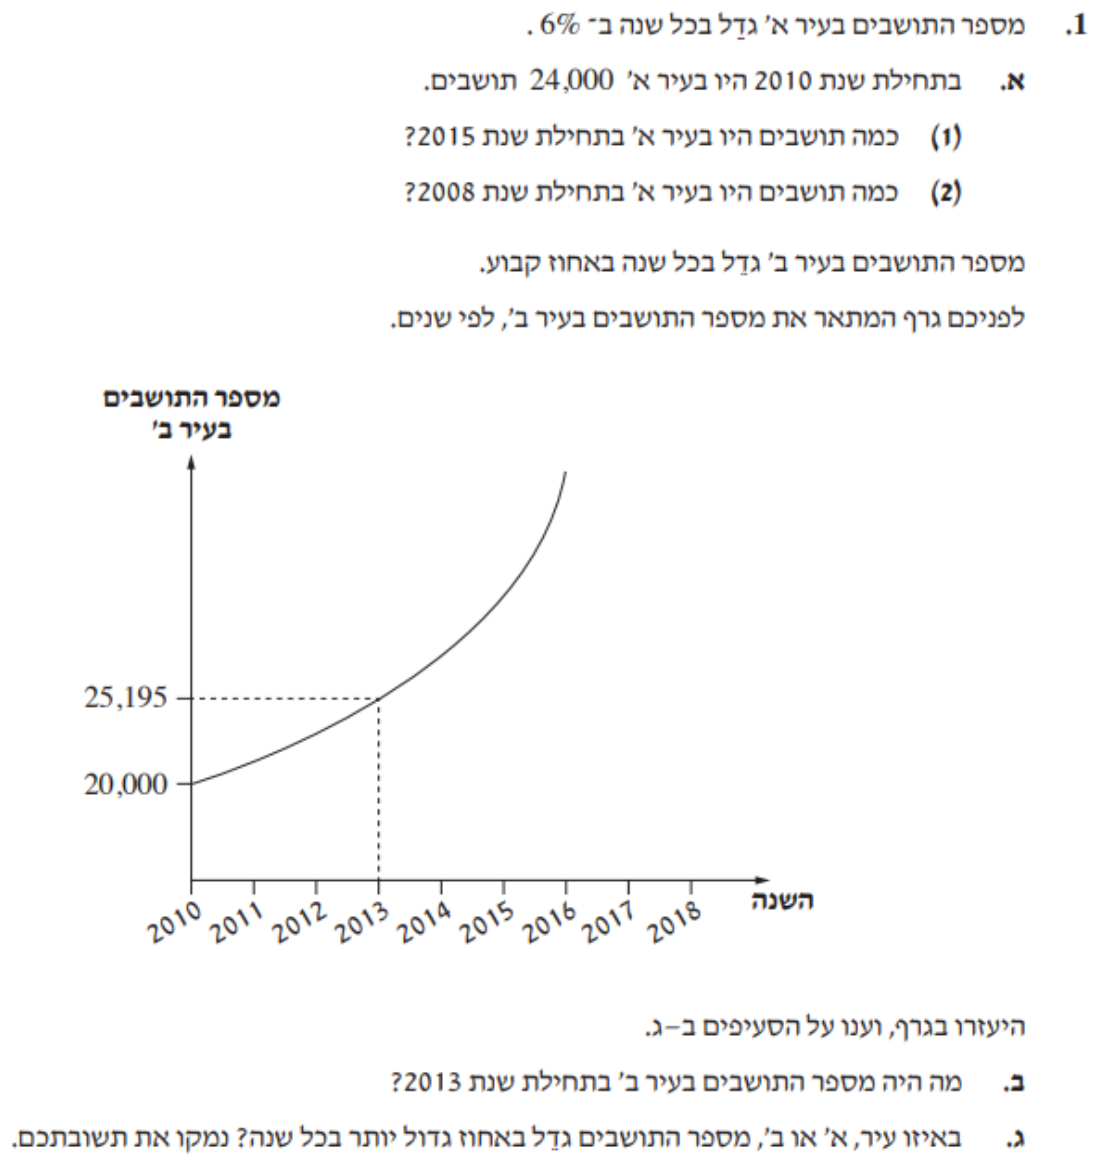 1. מספר התושבים בעיר א' גדֵל בכל שנה ב־ 6% .
א. בתחילת שנת 2010 היו בעיר א' 24,000 תושבים.
(1) כמה תושבים היו בעיר א' בתחילת שנת 2015?
(2) כמה תושבים היו בעיר א' בתחילת שנת 2008?
מספר התושבים בעיר ב' גדֵל בכל שנה באחוז קבוע.
לפניכם גרף המתאר את מספר התושבים בעיר ב', לפי שנים.
מספר התושבים
בעיר ב'
25,195
20,000
2010 2011 2012 2013 2014 2015 2016 2017 2018
השנה
היעזרו בגרף, וענו על הסעיפים ב–ג.
ב. מה היה מספר התושבים בעיר ב' בתחילת שנת 2013?
ג. באיזו עיר, א' או ב', מספר התושבים גדֵל באחוז גדול יותר בכל שנה? נמקו את תשובתכם.